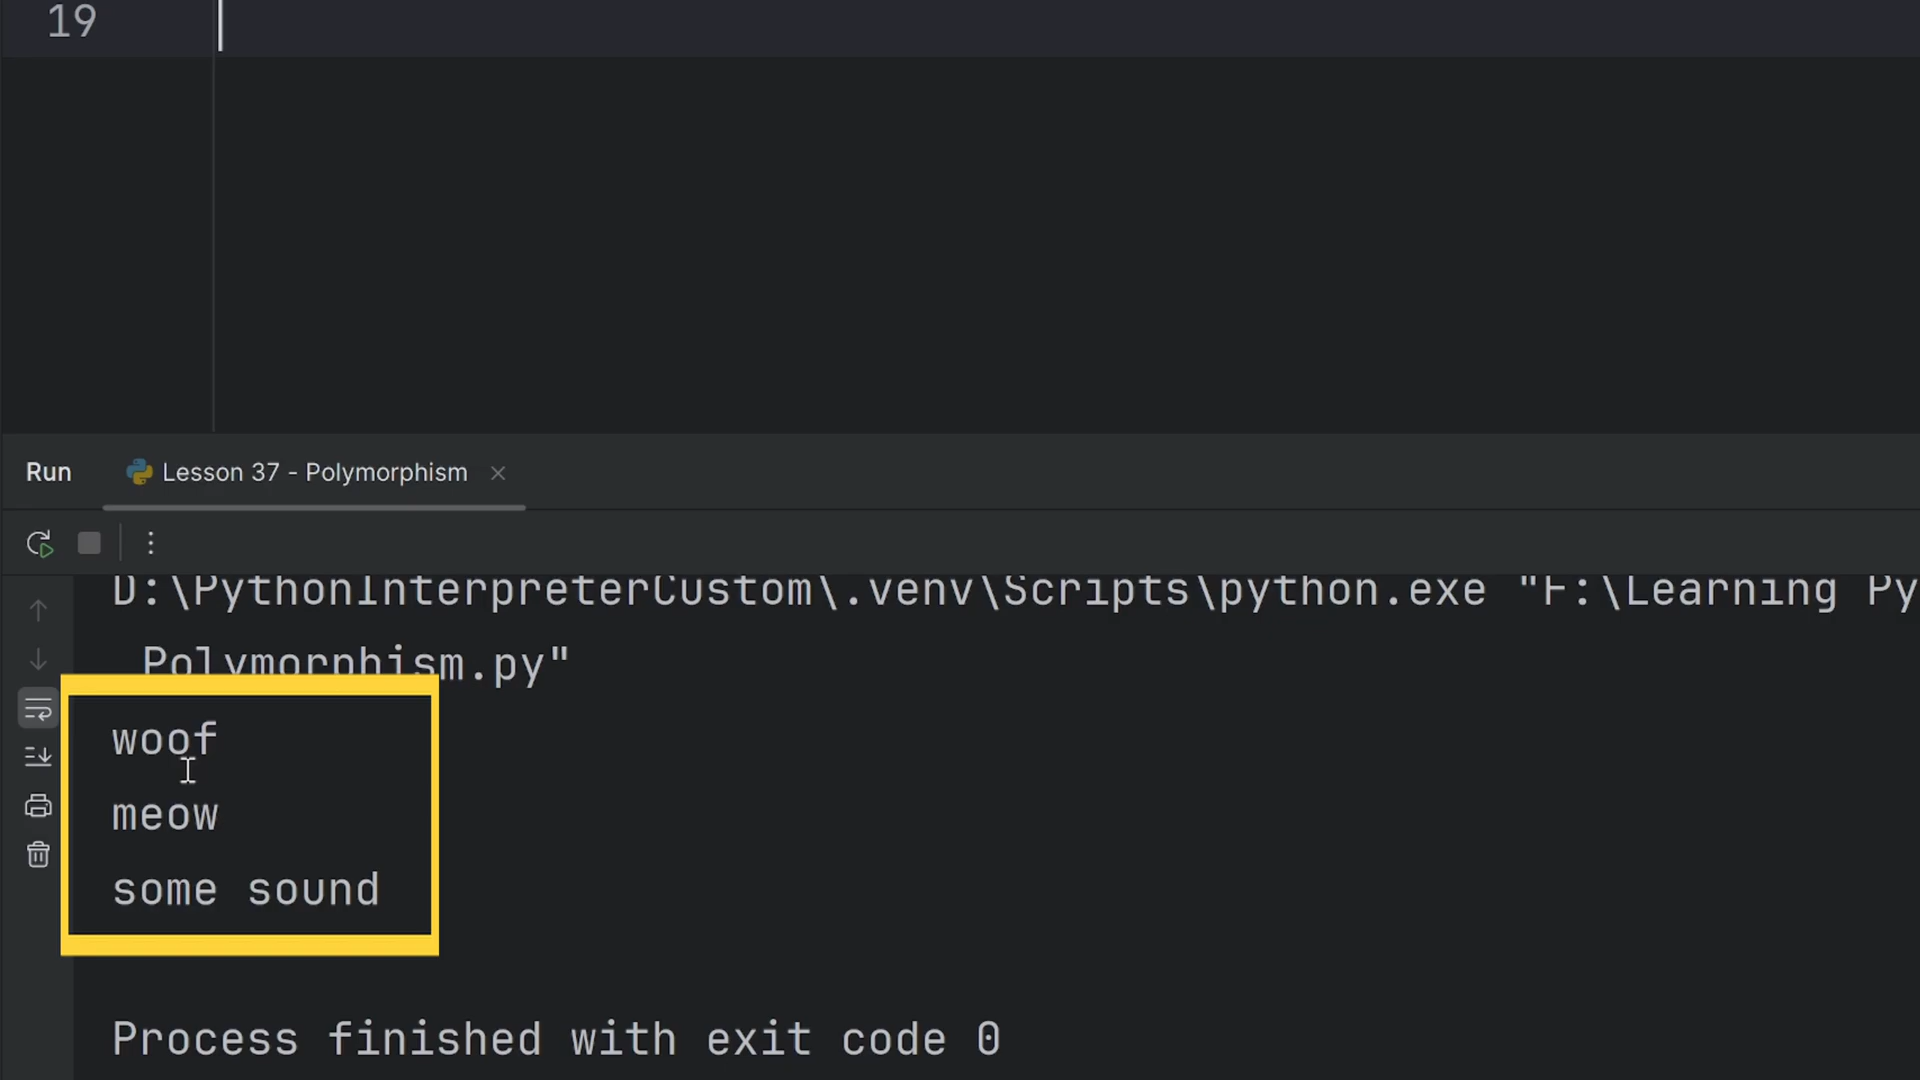 19
Run
Lesson 37 - Polymorphism
D:\PythonInterpreterCustom\.venv\Scripts\python.exe "F:\Learning Py
Polymorphism.py"
woof
meow
some sound
Process finished with exit code 0